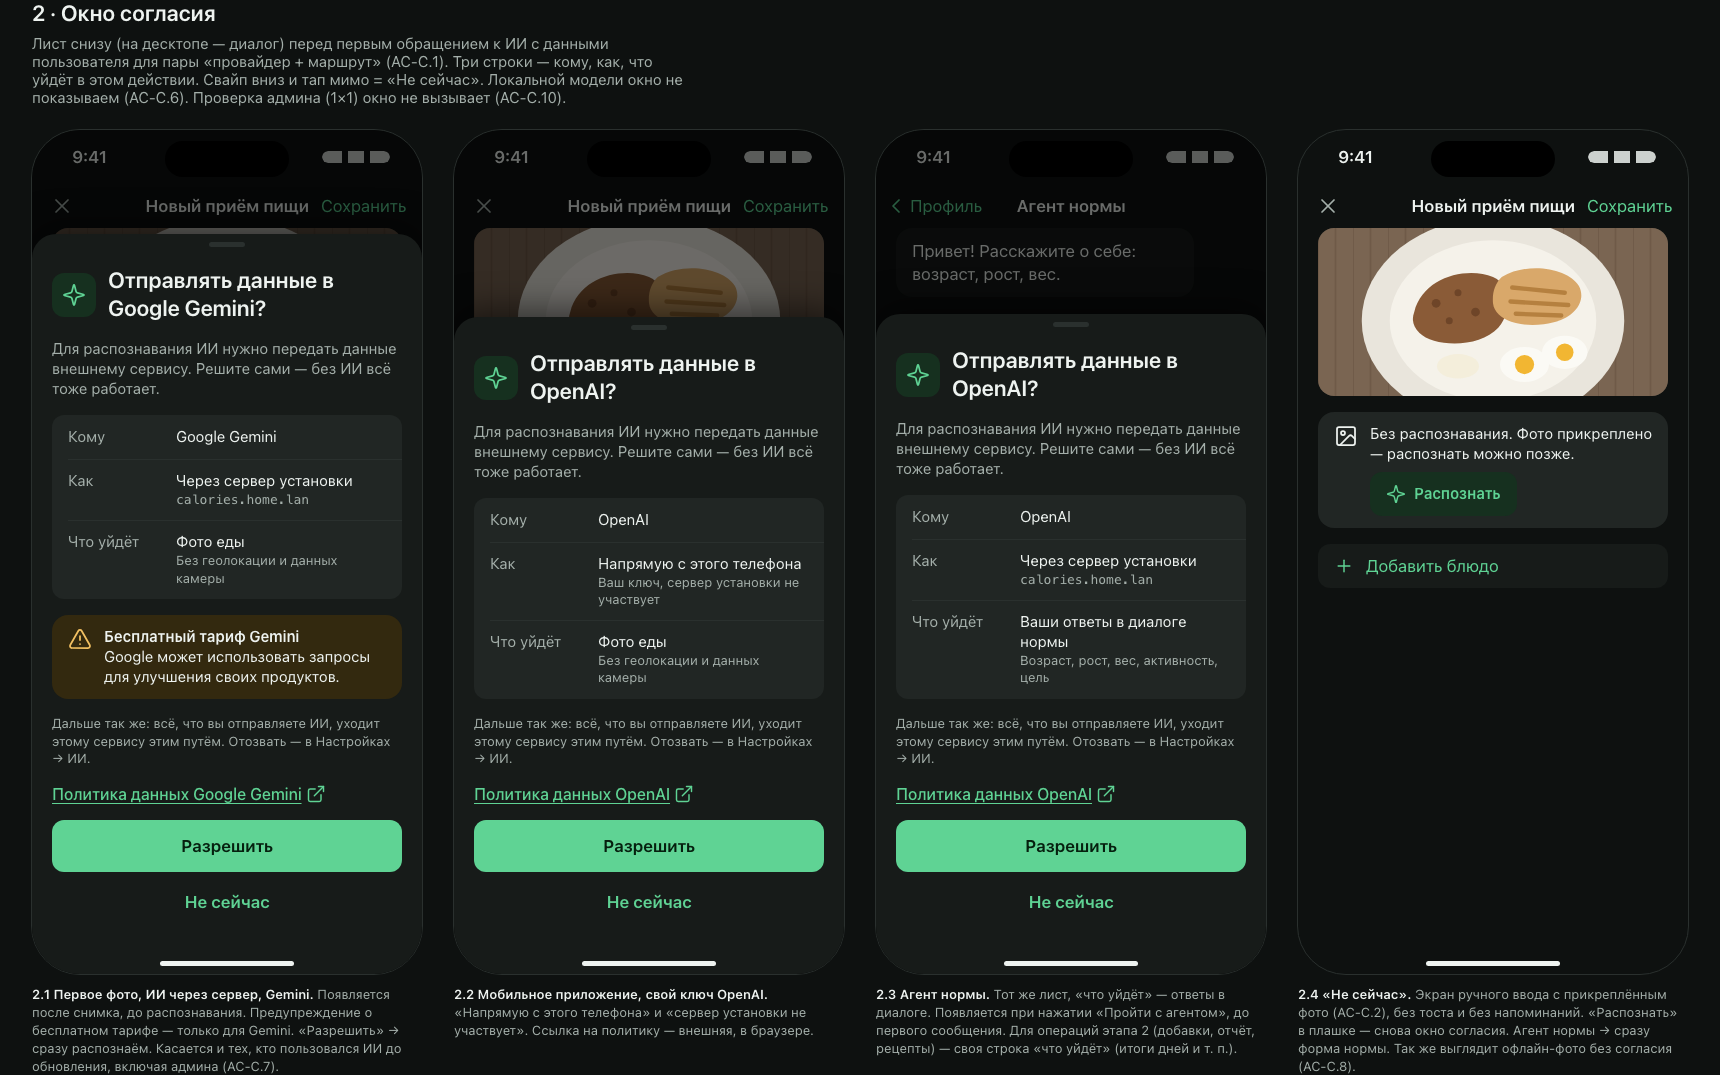 2 · Окно согласия
Лист снизу (на десктопе — диалог) перед первым обращением к ИИ с данными
пользователя для пары «провайдер + маршрут» (АС-С.1). Три строки — кому, как, что
уйдёт в этом действии. Свайп вниз и тап мимо = «Не сейчас». Локальной модели окно не
показываем (АС-С.6). Проверка админа (1×1) окно не вызывает (АС-С.10).
9:41
Новый приём пищи
Сохранить
Отправлять данные в
Google Gemini?
Для распознавания ИИ нужно передать данные
внешнему сервису. Решите сами — без ИИ всё
тоже работает.
Кому
Google Gemini
Как
Через сервер установки
calories.home.lan
Что уйдёт
Фото еды
Без геолокации и данных
камеры
Бесплатный тариф Gemini
Google может использовать запросы
для улучшения своих продуктов.
Дальше так же: всё, что вы отправляете ИИ, уходит
этому сервису этим путём. Отозвать — в Настройках
→ ИИ.
Политика данных Google Gemini
Разрешить
Не сейчас
2.1 Первое фото, ИИ через сервер, Gemini. Появляется
после снимка, до распознавания. Предупреждение о
бесплатном тарифе — только для Gemini. «Разрешить» →
сразу распознаём. Касается и тех, кто пользовался ИИ до
обновления, включая админа (АС-С.7).
9:41
Новый приём пищи
Сохранить
Отправлять данные в
OpenAI?
Для распознавания ИИ нужно передать данные
внешнему сервису. Решите сами — без ИИ всё
тоже работает.
Кому
OpenAI
Как
Напрямую с этого телефона
Ваш ключ, сервер установки не
участвует
Что уйдёт
Фото еды
Без геолокации и данных
камеры
Дальше так же: всё, что вы отправляете ИИ, уходит
этому сервису этим путём. Отозвать — в Настройках
→ ИИ.
Политика данных OpenAI
Разрешить
Не сейчас
2.2 Мобильное приложение, свой ключ OpenAI.
«Напрямую с этого телефона» и «сервер установки не
участвует». Ссылка на политику — внешняя, в браузере.
9:41
Профиль
Агент нормы
Привет! Расскажите о себе:
возраст, рост, вес.
Отправлять данные в
OpenAI?
Для распознавания ИИ нужно передать данные
внешнему сервису. Решите сами — без ИИ всё
тоже работает.
Кому
OpenAI
Как
Через сервер установки
calories.home.lan
Что уйдёт
Ваши ответы в диалоге
нормы
Возраст, рост, вес, активность,
цель
Дальше так же: всё, что вы отправляете ИИ, уходит
этому сервису этим путём. Отозвать — в Настройках
→ ИИ.
Политика данных OpenAI
Разрешить
Не сейчас
2.3 Агент нормы. Тот же лист, «что уйдёт» — ответы в
диалоге. Появляется при нажатии «Пройти с агентом», до
первого сообщения. Для операций этапа 2 (добавки, отчёт,
рецепты) — своя строка «что уйдёт» (итоги дней и т. п.).
9:41
Новый приём пищи
Сохранить
Без распознавания. Фото прикреплено
— распознать можно позже.
Распознать
Добавить блюдо
2.4 «Не сейчас». Экран ручного ввода с прикреплённым
фото (АС-С.2), без тоста и без напоминаний. «Распознать»
в плашке — снова окно согласия. Агент нормы → сразу
форма нормы. Так же выглядит офлайн-фото без согласия
(АС-С.8).